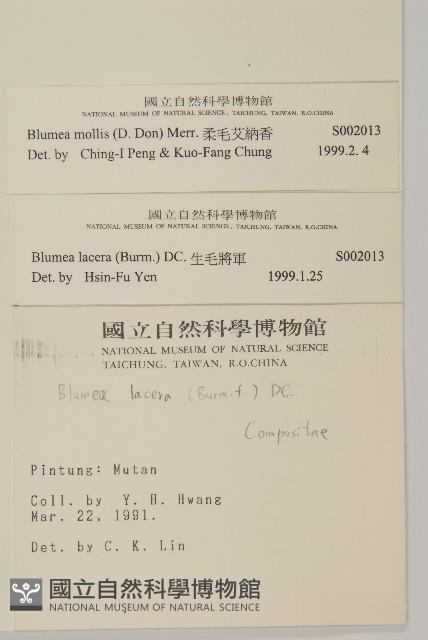 國立自然科學博物館
NATIONAL MUSEUM OF NATURAL SCIENCE, TAICHUNG, TAIWAN, R.O.CHINA
Blumea mollis (D. Don) Merr. 柔毛艾納香 S002013
Det. by Ching-I Peng & Kuo-Fang Chung 1999.2. 4
國立自然科學博物館
NATIONAL MUSEUM OF NATURAL SCIENCE, TAICHUNG, TAIWAN, R.O.CHINA
Blumea lacera (Burm.) DC. 生毛將軍 S002013
Det. by Hsin-Fu Yen 1999.1.25
國立自然科學博物館
NATIONAL MUSEUM OF NATURAL SCIENCE
TAICHUNG, TAIWAN, R.O.CHINA
Blumea lacera (Burm.f.) DC.
Compositae
Pintung: Mutan
Coll. by Y. H. Hwang
Mar. 22, 1991.
Det. by C. K. Lin
國立自然科學博物館
NATIONAL MUSEUM OF NATURAL SCIENCE